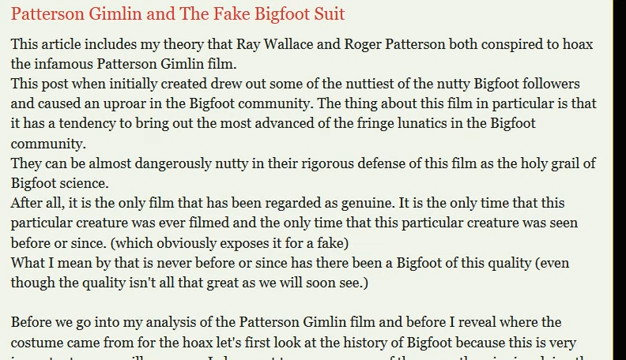 Patterson Gimlin and The Fake Bigfoot Suit
This article includes my theory that Ray Wallace and Roger Patterson both conspired to hoax
the infamous Patterson Gimlin film.
This post when initially created drew out some of the nuttiest of the nutty Bigfoot followers
and caused an uproar in the Bigfoot community. The thing about this film in particular is that
it has a tendency to bring out the most advanced of the fringe lunatics in the Bigfoot
community.
They can be almost dangerously nutty in their rigorous defense of this film as the holy grail of
Bigfoot science.
After all, it is the only film that has been regarded as genuine. It is the only time that this
particular creature was ever filmed and the only time that this particular creature was seen
before or since. (which obviously exposes it for a fake)
What I mean by that is never before or since has there been a Bigfoot of this quality (even
though the quality isn't all that great as we will soon see.)
Before we go into my analysis of the Patterson Gimlin film and before I reveal where the
costume came from for the hoax let's first look at the history of Bigfoot because this is very